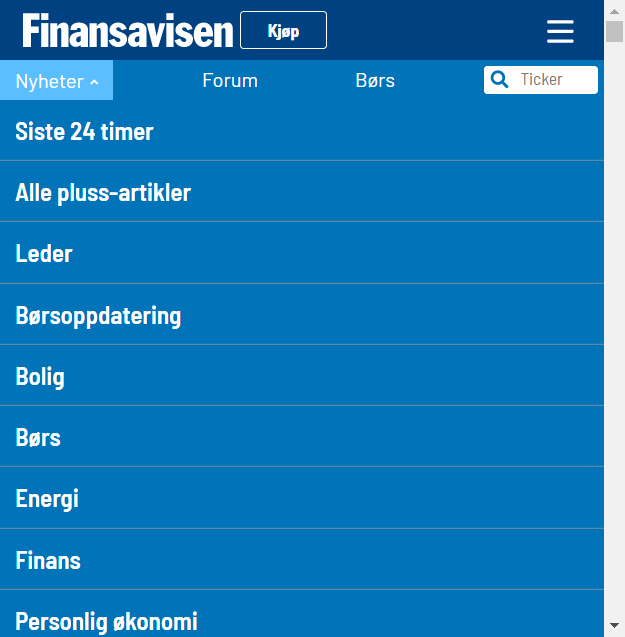 Finansavisen Kjøp
Nyheter Forum Børs Ticker
Siste 24 timer
Alle pluss-artikler
Leder
Børsoppdatering
Bolig
Børs
Energi
Finans
Personlig økonomi